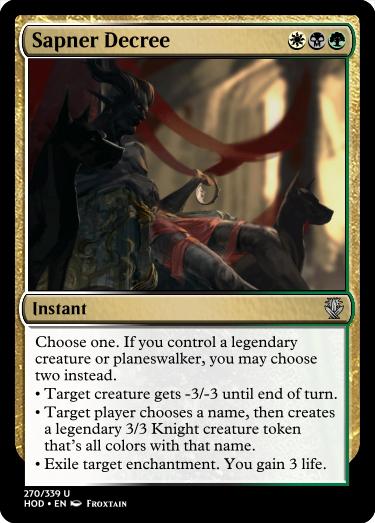 Sapner Decree
Instant
Choose one. If you control a legendary
creature or planeswalker, you may choose
two instead.
• Target creature gets -3/-3 until end of turn.
• Target player chooses a name, then creates
a legendary 3/3 Knight creature token
that's all colors with that name.
• Exile target enchantment. You gain 3 life.
270/339 U
HOD • EN Froxtain